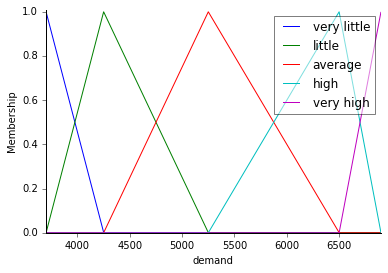 1.0
0.8
0.6
0.4
0.2
0.0
Membership
very little
little
average
high
very high
4000 4500 5000 5500 6000 6500
demand